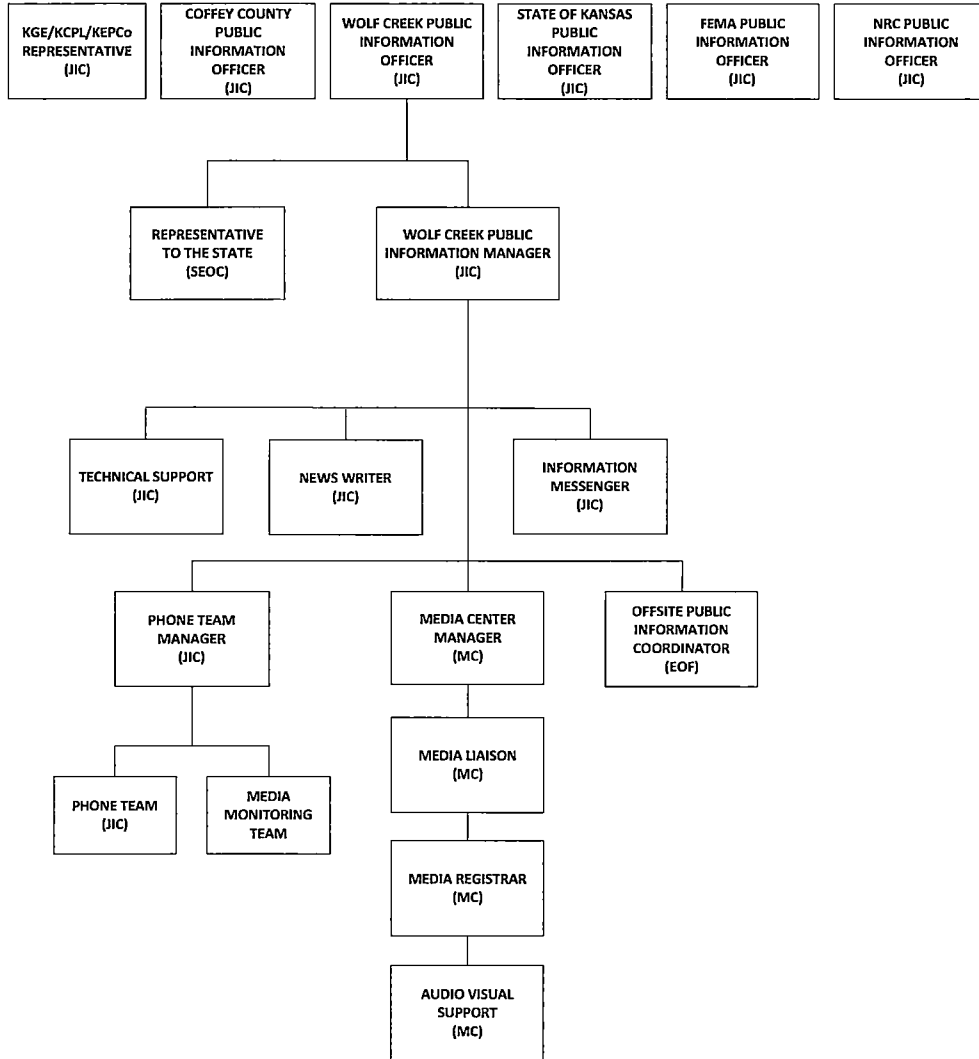 KGE/KCPL/KEPCo
REPRESENTATIVE
(JIC)
COFFEY COUNTY
PUBLIC
INFORMATION
OFFICER
(JIC)
WOLF CREEK PUBLIC
INFORMATION
OFFICER
(JIC)
STATE OF KANSAS
PUBLIC
INFORMATION
OFFICER
(JIC)
FEMA PUBLIC
INFORMATION
OFFICER
(JIC)
NRC PUBLIC
INFORMATION
OFFICER
(JIC)
REPRESENTATIVE
TO THE STATE
(SEOC)
WOLF CREEK PUBLIC
INFORMATION MANAGER
(JIC)
TECHNICAL SUPPORT
(JIC)
NEWS WRITER
(JIC)
INFORMATION
MESSENGER
(JIC)
PHONE TEAM
MANAGER
(JIC)
MEDIA CENTER
MANAGER
(MC)
OFFSITE PUBLIC
INFORMATION
COORDINATOR
(EOF)
MEDIA LIAISON
(MC)
PHONE TEAM
(JIC)
MEDIA
MONITORING
TEAM
MEDIA REGISTRAR
(MC)
AUDIO VISUAL
SUPPORT
(MC)